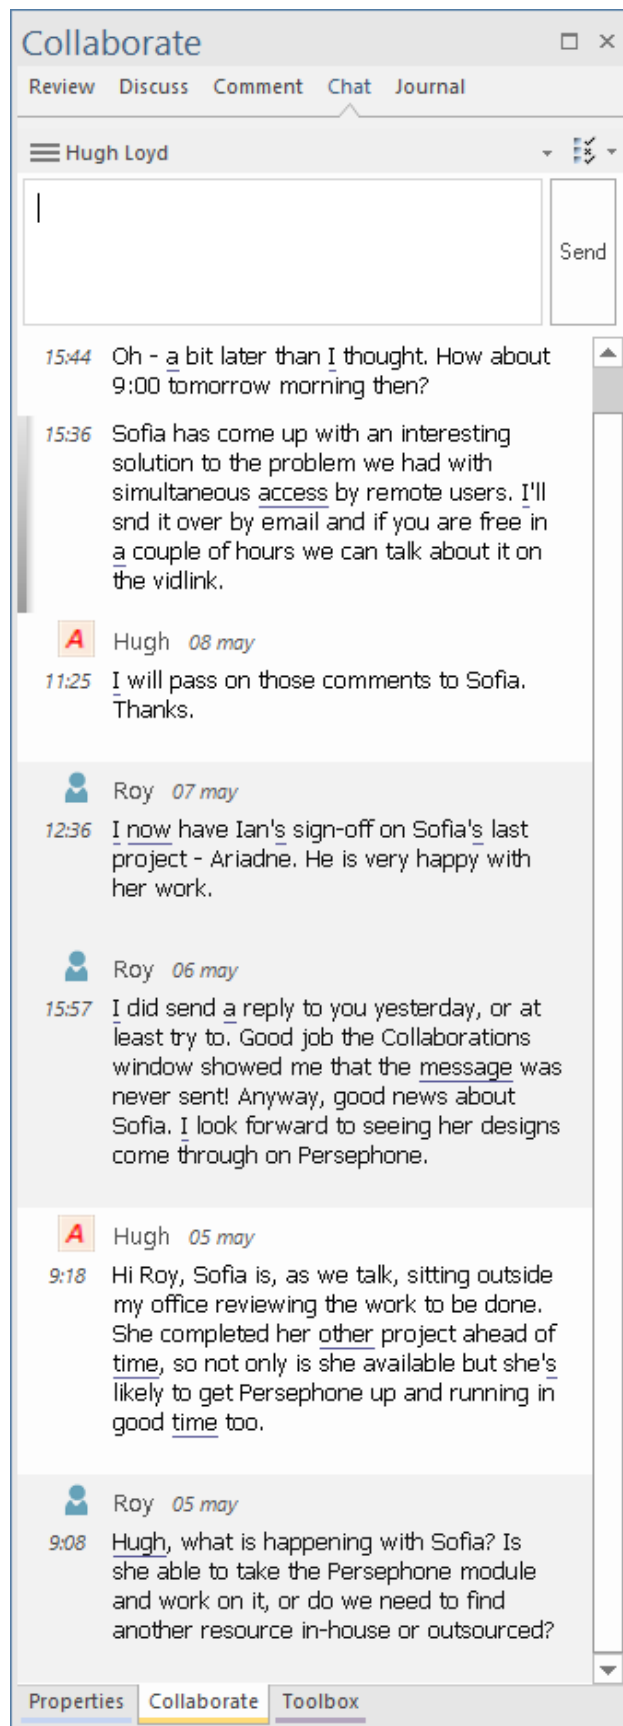 Collaborate
Review Discuss Comment Chat Journal
Hugh Loyd
Send
15:44 Oh - a bit later than I thought. How about
9:00 tomorrow morning then?
15:36 Sofia has come up with an interesting
solution to the problem we had with
simultaneous access by remote users. I'll
snd it over by email and if you are free in
a couple of hours we can talk about it on
the vidlink.
A Hugh 08 may
11:25 I will pass on those comments to Sofia.
Thanks.
Roy 07 may
12:36 I now have Ian's sign-off on Sofia's last
project - Ariadne. He is very happy with
her work.
Roy 06 may
15:57 I did send a reply to you yesterday, or at
least try to. Good job the Collaborations
window showed me that the message was
never sent! Anyway, good news about
Sofia. I look forward to seeing her designs
come through on Persephone.
A Hugh 05 may
9:18 Hi Roy, Sofia is, as we talk, sitting outside
my office reviewing the work to be done.
She completed her other project ahead of
time, so not only is she available but she's
likely to get Persephone up and running in
good time too.
Roy 05 may
9:08 Hugh, what is happening with Sofia? Is
she able to take the Persephone module
and work on it, or do we need to find
another resource in-house or outsourced?
Properties Collaborate Toolbox